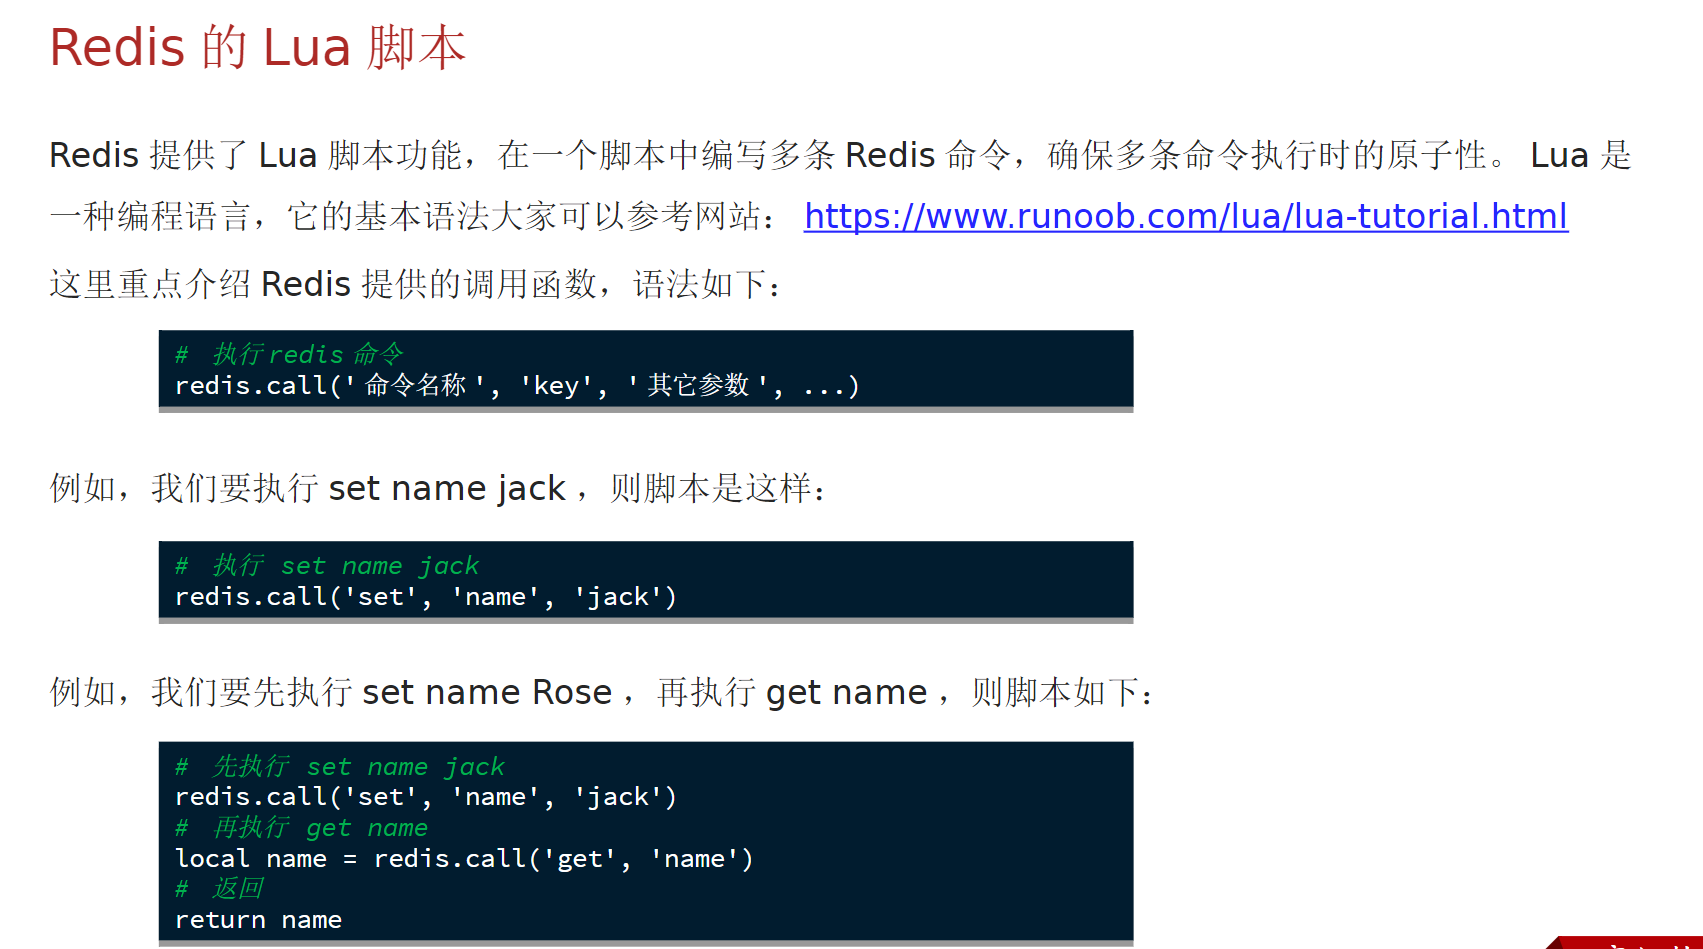 Redis 的 Lua 脚本
Redis 提供了 Lua 脚本功能，在一个脚本中编写多条 Redis 命令，确保多条命令执行时的原子性。 Lua 是
一种编程语言，它的基本语法大家可以参考网站： https://www.runoob.com/lua/lua-tutorial.html
这里重点介绍 Redis 提供的调用函数，语法如下：
# 执行redis 命令
redis.call(' 命令名称 ', 'key', ' 其它参数 ', ...)
例如，我们要执行 set name jack ，则脚本是这样：
# 执行 set name jack
redis.call('set', 'name', 'jack')
例如，我们要先执行 set name Rose ，再执行 get name ，则脚本如下：
# 先执行 set name jack
redis.call('set', 'name', 'jack')
# 再执行 get name
local name = redis.call('get', 'name')
# 返回
return name